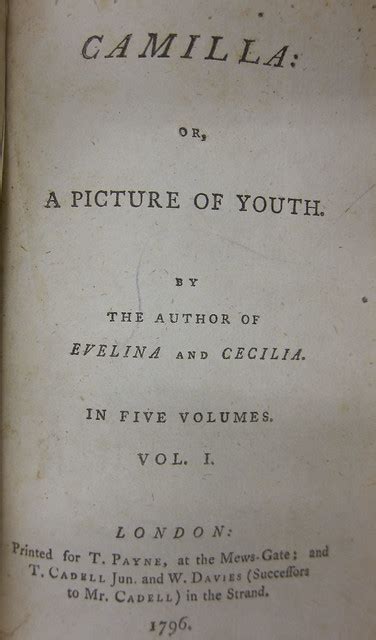 CAMILLA:
OR,
A PICTURE OF YOUTH.
BY
THE AUTHOR OF
EVELINA AND CECILIA.
IN FIVE VOLUMES.
VOL. I.
LONDON:
Printed for T. PAYNE, at the Mews-Gate; and
T. CADELL Jun. and W. DAVIES (Succeſſors
to Mr. CADELL) in the Strand.
1796.